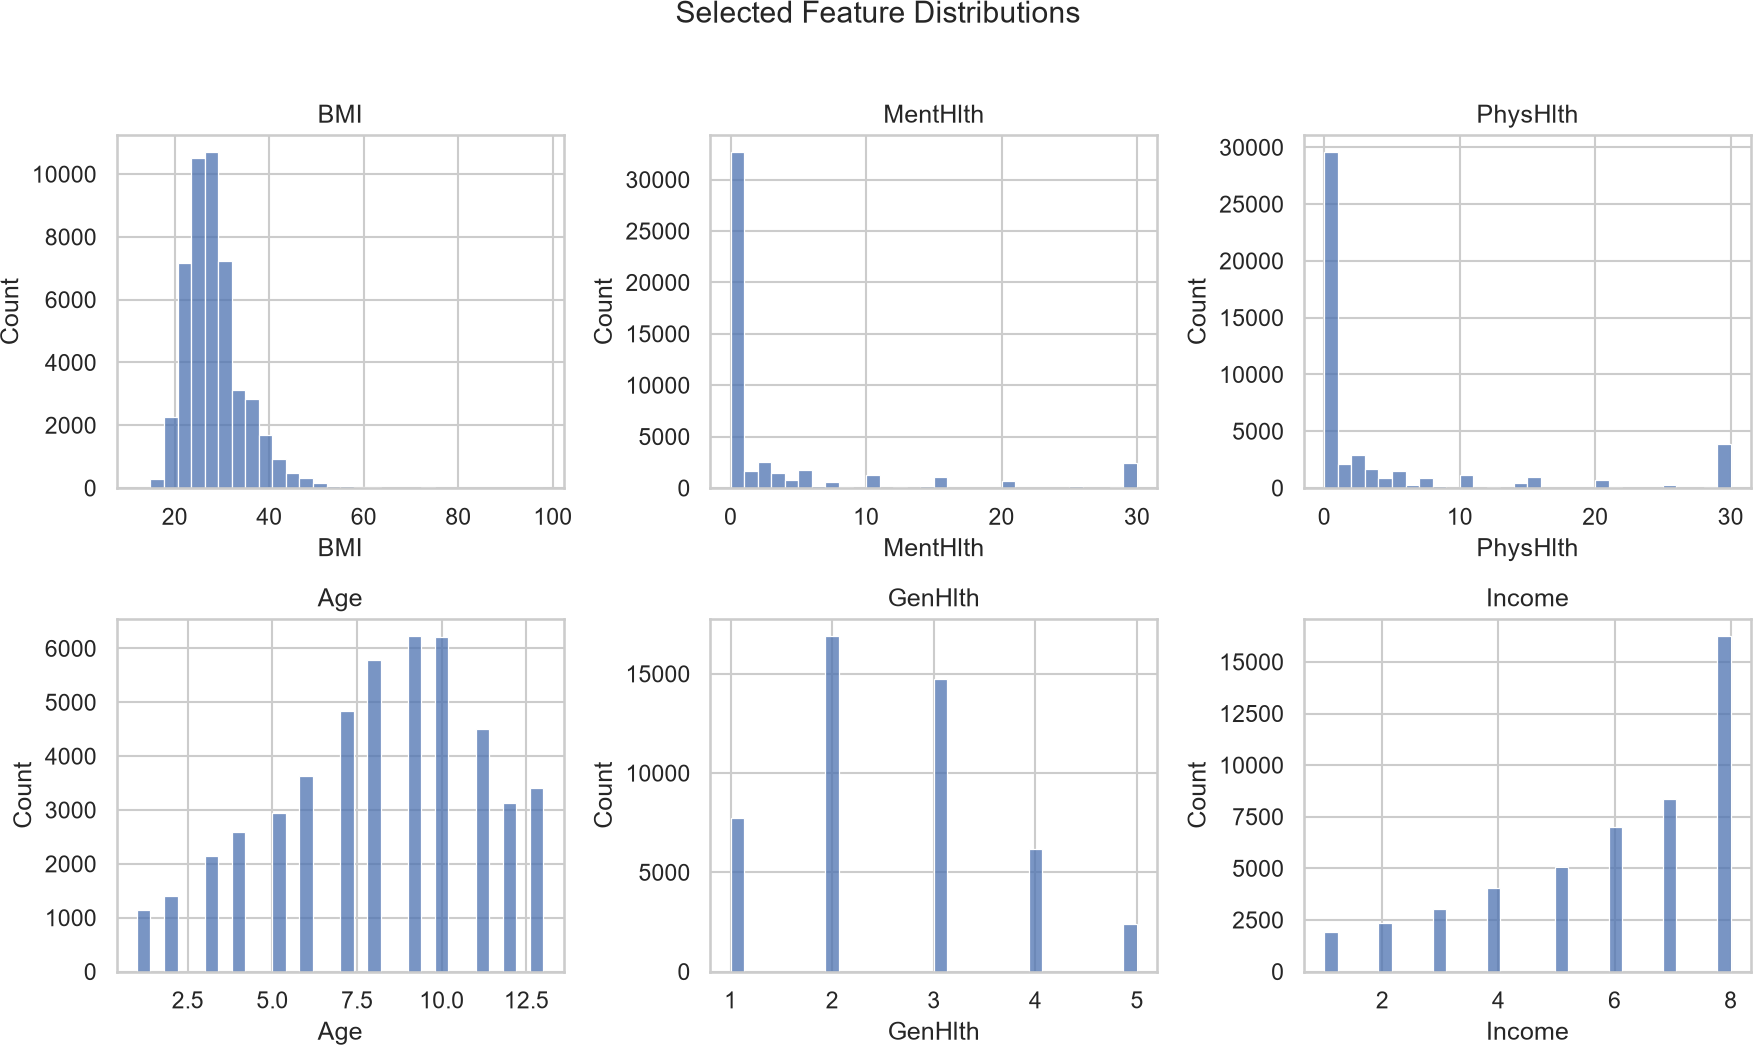 Selected Feature Distributions
BMI
Count
10000
8000
6000
4000
2000
0
20 40 60 80 100
BMI
MentHlth
Count
30000
25000
20000
15000
10000
5000
0
0 10 20 30
MentHlth
PhysHlth
Count
30000
25000
20000
15000
10000
5000
0
0 10 20 30
PhysHlth
Age
Count
6000
5000
4000
3000
2000
1000
0
2.5 5.0 7.5 10.0 12.5
Age
GenHlth
Count
15000
10000
5000
0
1 2 3 4 5
GenHlth
Income
Count
15000
12500
10000
7500
5000
2500
0
2 4 6 8
Income